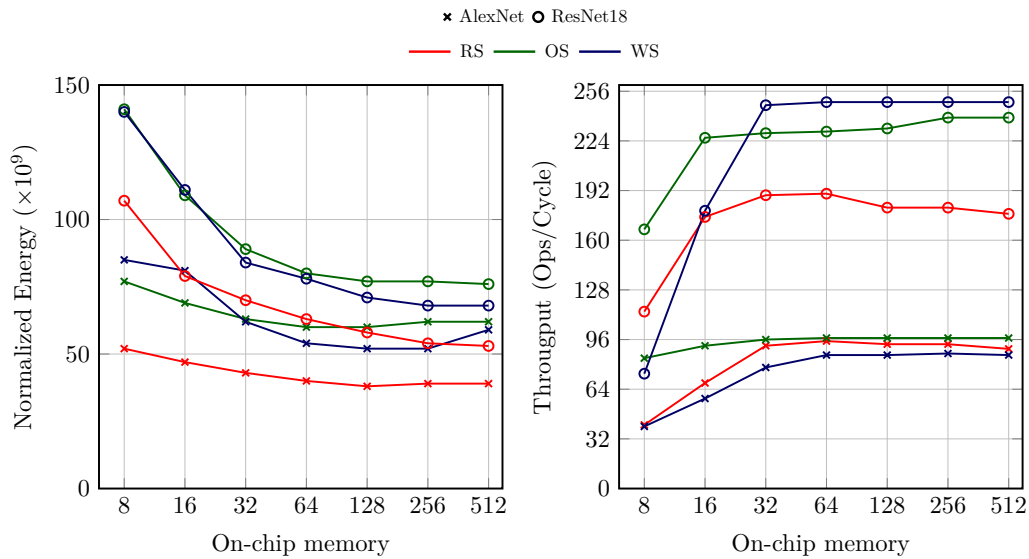 AlexNet ResNet18
RS OS WS
Normalized Energy (×10⁹)
150
100
50
0
8 16 32 64 128 256 512
On-chip memory
Througput (Ops/Cycle)
256
224
192
160
128
96
64
32
0
8 16 32 64 128 256 512
On-chip memory